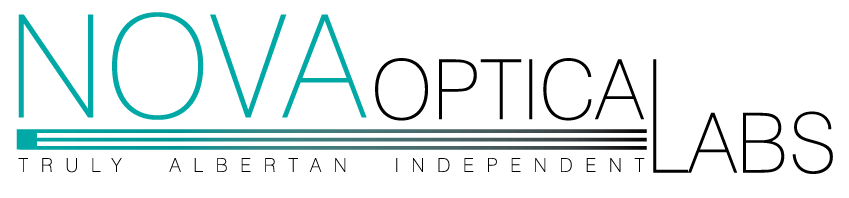 NOVA OPTICAL LABS
TRULY ALBERTAN INDEPENDENT